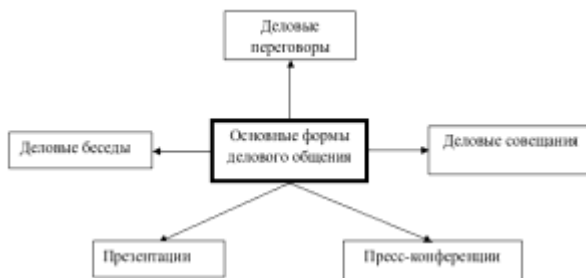 Деловые
переговоры
Основные формы
делового общения
Деловые беседы
Деловые совещания
Презентации
Пресс-конференции